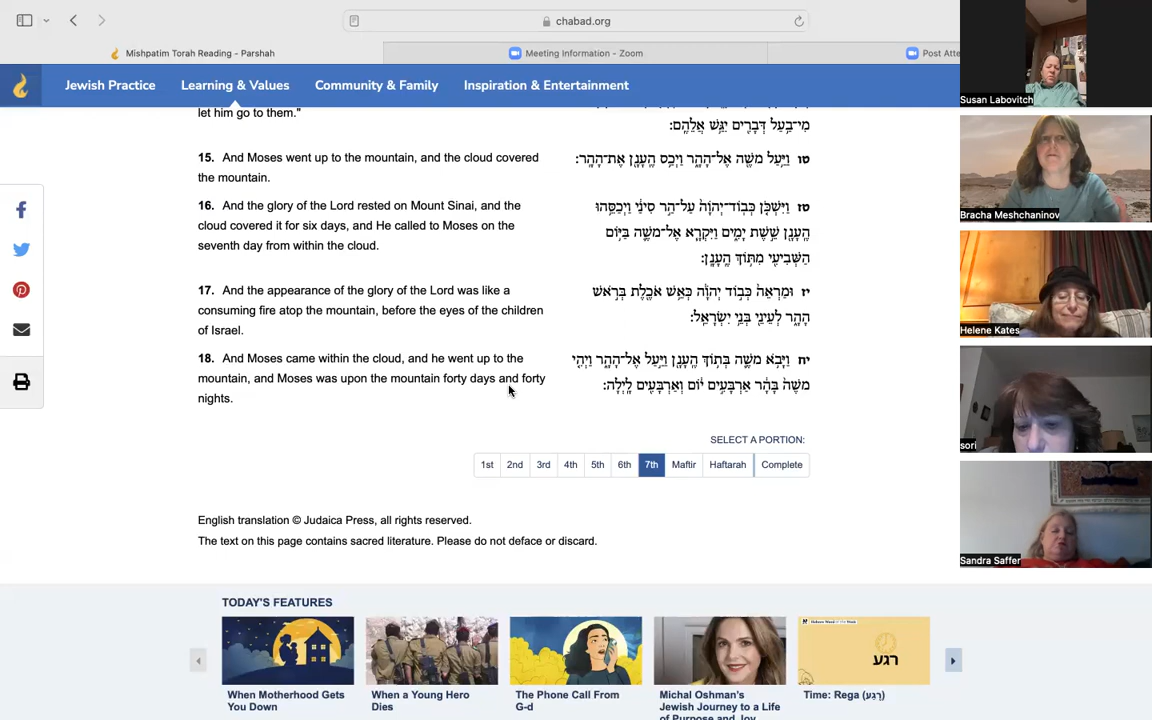 chabad.org
Mishpatim Torah Reading - Parshah
Meeting Information - Zoom
Post Atte
Jewish Practice
Learning & Values
Community & Family
Inspiration & Entertainment
let him go to them."
מִי־בַ֥עַל דְּבָרִ֖ים יִגַּ֥שׁ אֲלֵהֶֽם:
15. And Moses went up to the mountain, and the cloud covered
the mountain.
טו וַיַּ֥עַל משֶׁ֖ה אֶל־הָהָ֑ר וַיְכַ֥ס הֶֽעָנָ֖ן אֶת־הָהָֽר:
16. And the glory of the Lord rested on Mount Sinai, and the
cloud covered it for six days, and He called to Moses on the
seventh day from within the cloud.
טז וַיִּשְׁכֹּ֤ן כְּבֽוֹד־יְהֹוָה֙ עַל־הַ֣ר סִינַ֔י וַיְכַסֵּ֥הוּ
הֶֽעָנָ֖ן שֵׁ֣שֶׁת יָמִ֑ים וַיִּקְרָ֧א אֶל־משֶׁ֛ה בַּיּ֥וֹם
הַשְּׁבִיעִ֖י מִתּ֥וֹךְ הֶֽעָנָֽן:
17. And the appearance of the glory of the Lord was like a
consuming fire atop the mountain, before the eyes of the children
of Israel.
יז וּמַרְאֵה֙ כְּב֣וֹד יְהֹוָ֔ה כְּאֵ֥שׁ אֹכֶ֖לֶת בְּרֹ֣אשׁ
הָהָ֑ר לְעֵינֵ֖י בְּנֵ֥י יִשְׂרָאֵֽל:
18. And Moses came within the cloud, and he went up to the
mountain, and Moses was upon the mountain forty days and forty
nights.
יח וַיָּבֹ֥א משֶׁ֛ה בְּת֥וֹךְ הֶֽעָנָ֖ן וַיַּ֣עַל אֶל־הָהָ֑ר וַיְהִ֤י
משֶׁה֙ בָּהָ֔ר אַרְבָּעִ֣ים י֔וֹם וְאַרְבָּעִ֖ים לָֽיְלָה:
SELECT A PORTION:
1st 2nd 3rd 4th 5th 6th 7th Maftir Haftarah Complete
English translation © Judaica Press, all rights reserved.
The text on this page contains sacred literature. Please do not deface or discard.
TODAY'S FEATURES
רגע
When Motherhood Gets
You Down
When a Young Hero
Dies
The Phone Call From
G-d
Michal Oshman's
Jewish Journey to a Life
of Purpose and Joy
Time: Rega (רֶגַע)
Susan Labovitch
Bracha Meshchaninov
Helene Kates
sori
Sandra Saffer